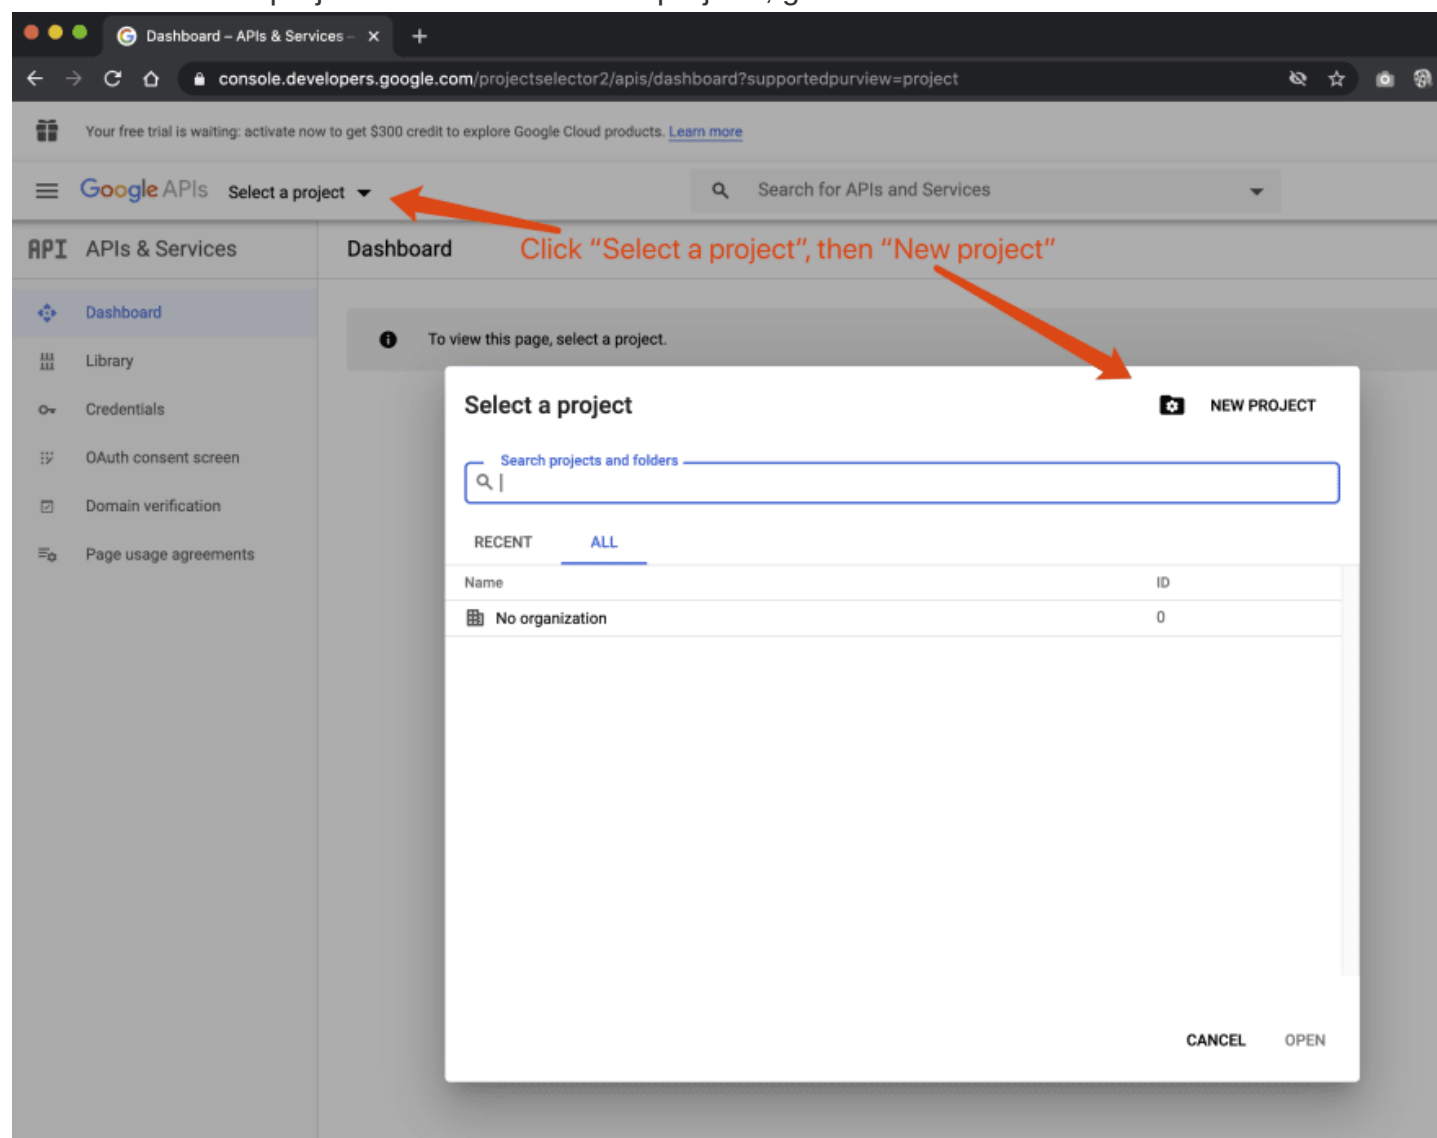 Dashboard – APIs & Services –
console.developers.google.com/projectselector2/apis/dashboard?supportedpurview=project
Your free trial is waiting: activate now to get $300 credit to explore Google Cloud products. Learn more
Google APIs Select a project Search for APIs and Services
API APIs & Services Dashboard Click “Select a project”, then “New project”
Dashboard
To view this page, select a project.
Library
Select a project NEW PROJECT
Credentials
OAuth consent screen
Search projects and folders
Domain verification
RECENT ALL
Page usage agreements
Name ID
No organization 0
CANCEL OPEN